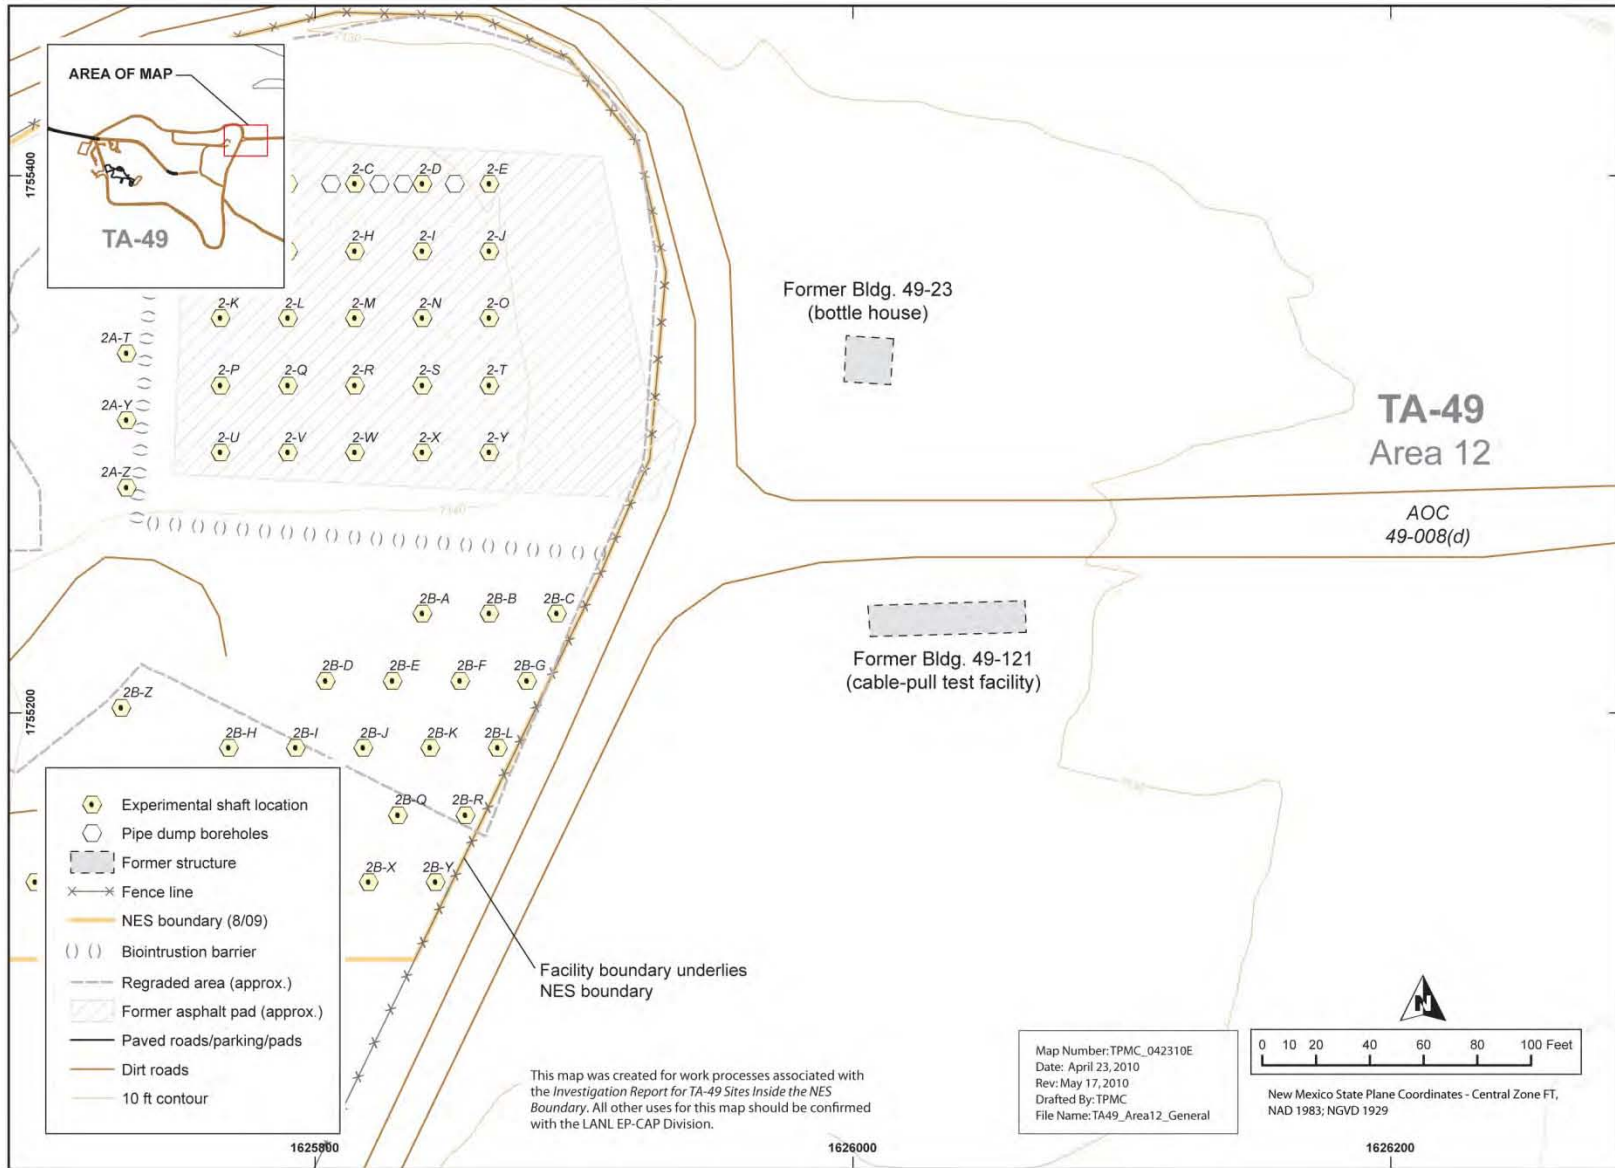 AREA OF MAP
TA-49
7130
2-C
2-D
2-E
2-H
2-I
2-J
2-K
2-L
2-M
2-N
2-O
2A-T
2-P
2-Q
2-R
2-S
2-T
2A-Y
2-U
2-V
2-W
2-X
2-Y
2A-Z
7140
1755400
Former Bldg. 49-23
(bottle house)
TA-49
Area 12
AOC
49-008(d)
2B-A
2B-B
2B-C
2B-D
2B-E
2B-F
2B-G
Former Bldg. 49-121
(cable-pull test facility)
2B-Z
1755200
2B-H
2B-I
2B-J
2B-K
2B-L
2B-Q
2B-R
2B-X
2B-Y
Experimental shaft location
Pipe dump boreholes
Former structure
Fence line
NES boundary (8/09)
Biointrusion barrier
Regraded area (approx.)
Former asphalt pad (approx.)
Paved roads/parking/pads
Dirt roads
10 ft contour
Facility boundary underlies
NES boundary
This map was created for work processes associated with
the Investigation Report for TA-49 Sites Inside the NES
Boundary. All other uses for this map should be confirmed
with the LANL EP-CAP Division.
Map Number: TPMC_042310E
Date: April 23, 2010
Rev: May 17, 2010
Drafted By: TPMC
File Name: TA49_Area12_General
N
0 10 20 40 60 80 100 Feet
New Mexico State Plane Coordinates - Central Zone FT,
NAD 1983; NGVD 1929
1625800
1626000
1626200